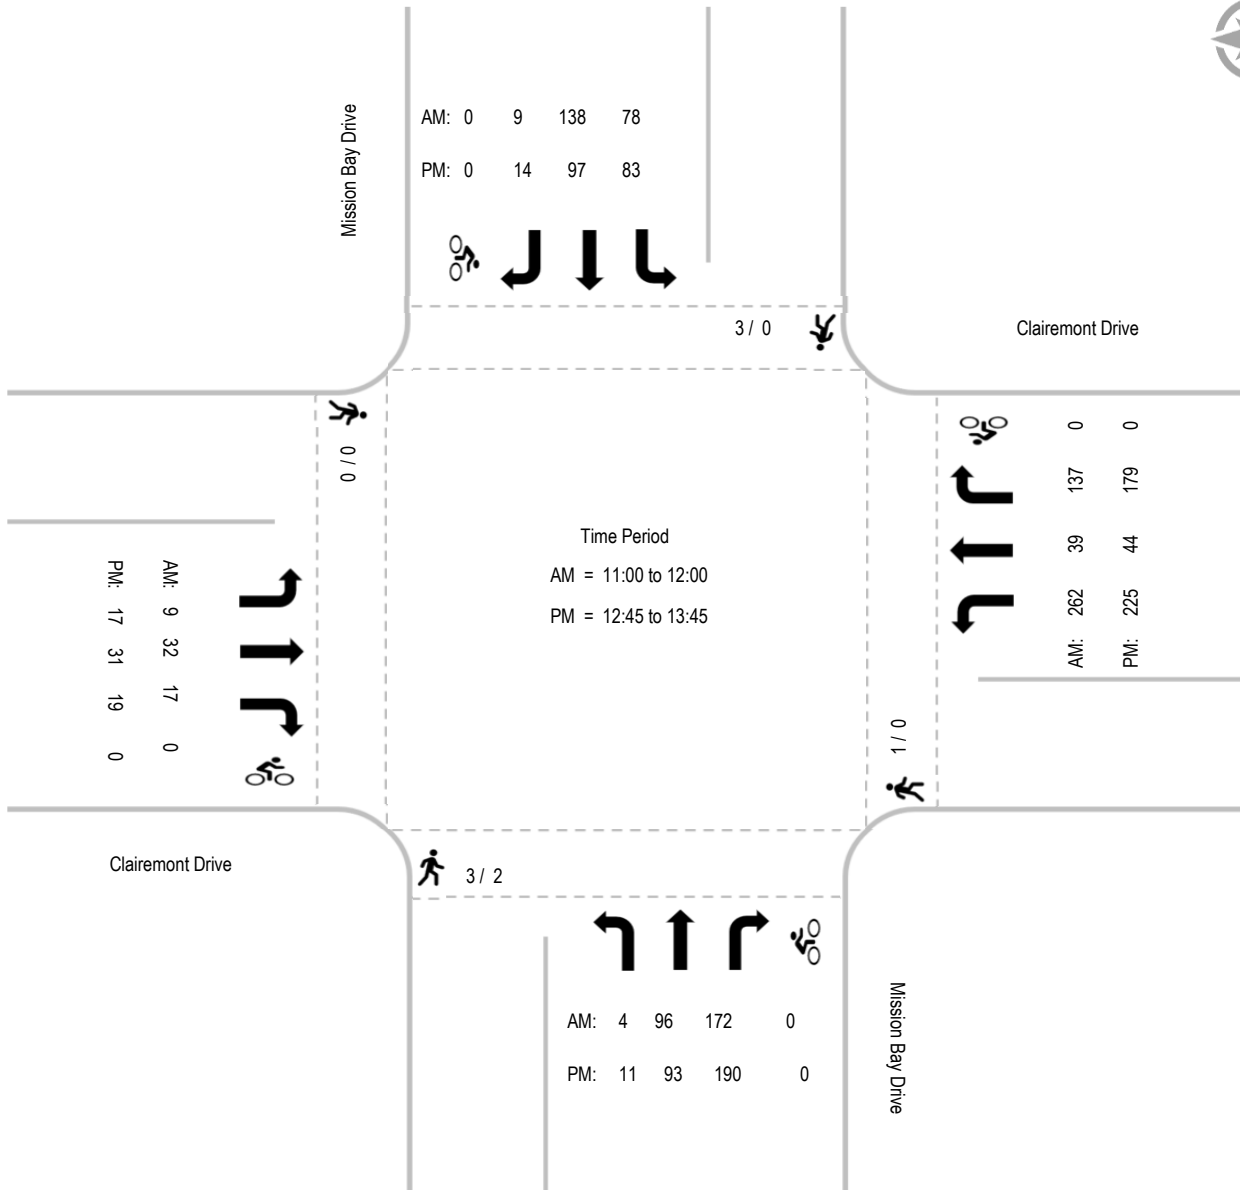 Mission Bay Drive
AM: 0 9 138 78
PM: 0 14 97 83
3 / 0
Clairemont Drive
0 / 0
AM: 262 39 137 0
PM: 225 44 179 0
Time Period
AM = 11:00 to 12:00
PM = 12:45 to 13:45
AM: 9 32 17 0
PM: 17 31 19 0
1 / 0
Clairemont Drive
3 / 2
AM: 4 96 172 0
PM: 11 93 190 0
Mission Bay Drive